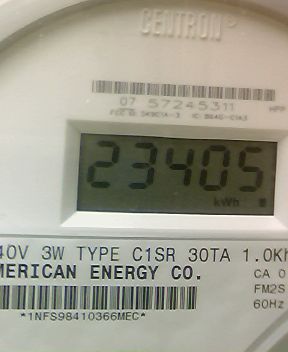 CENTRON
07 57245311
23405
kWh
40V 3W TYPE C1SR 30TA 1.0Kh
MERICAN ENERGY CO.
CA 0
FM2S
60Hz
*1NFS98410366MEC*